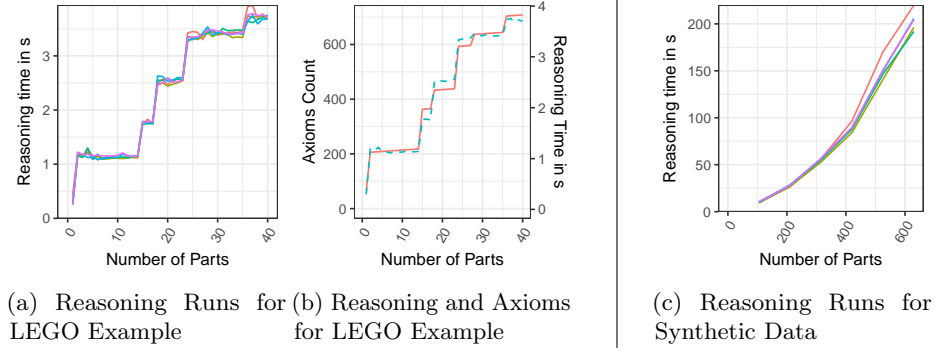 Reasoning time in s
3
2
1
0
0
10
20
30
40
Number of Parts
(a) Reasoning Runs for
LEGO Example
Axioms Count
600
400
200
0
4
3
2
1
0
Reasoning Time in s
0
10
20
30
40
Number of Parts
(b) Reasoning and Axioms
for LEGO Example
Reasoning time in s
200
150
100
50
0
0
200
400
600
Number of Parts
(c) Reasoning Runs for
Synthetic Data